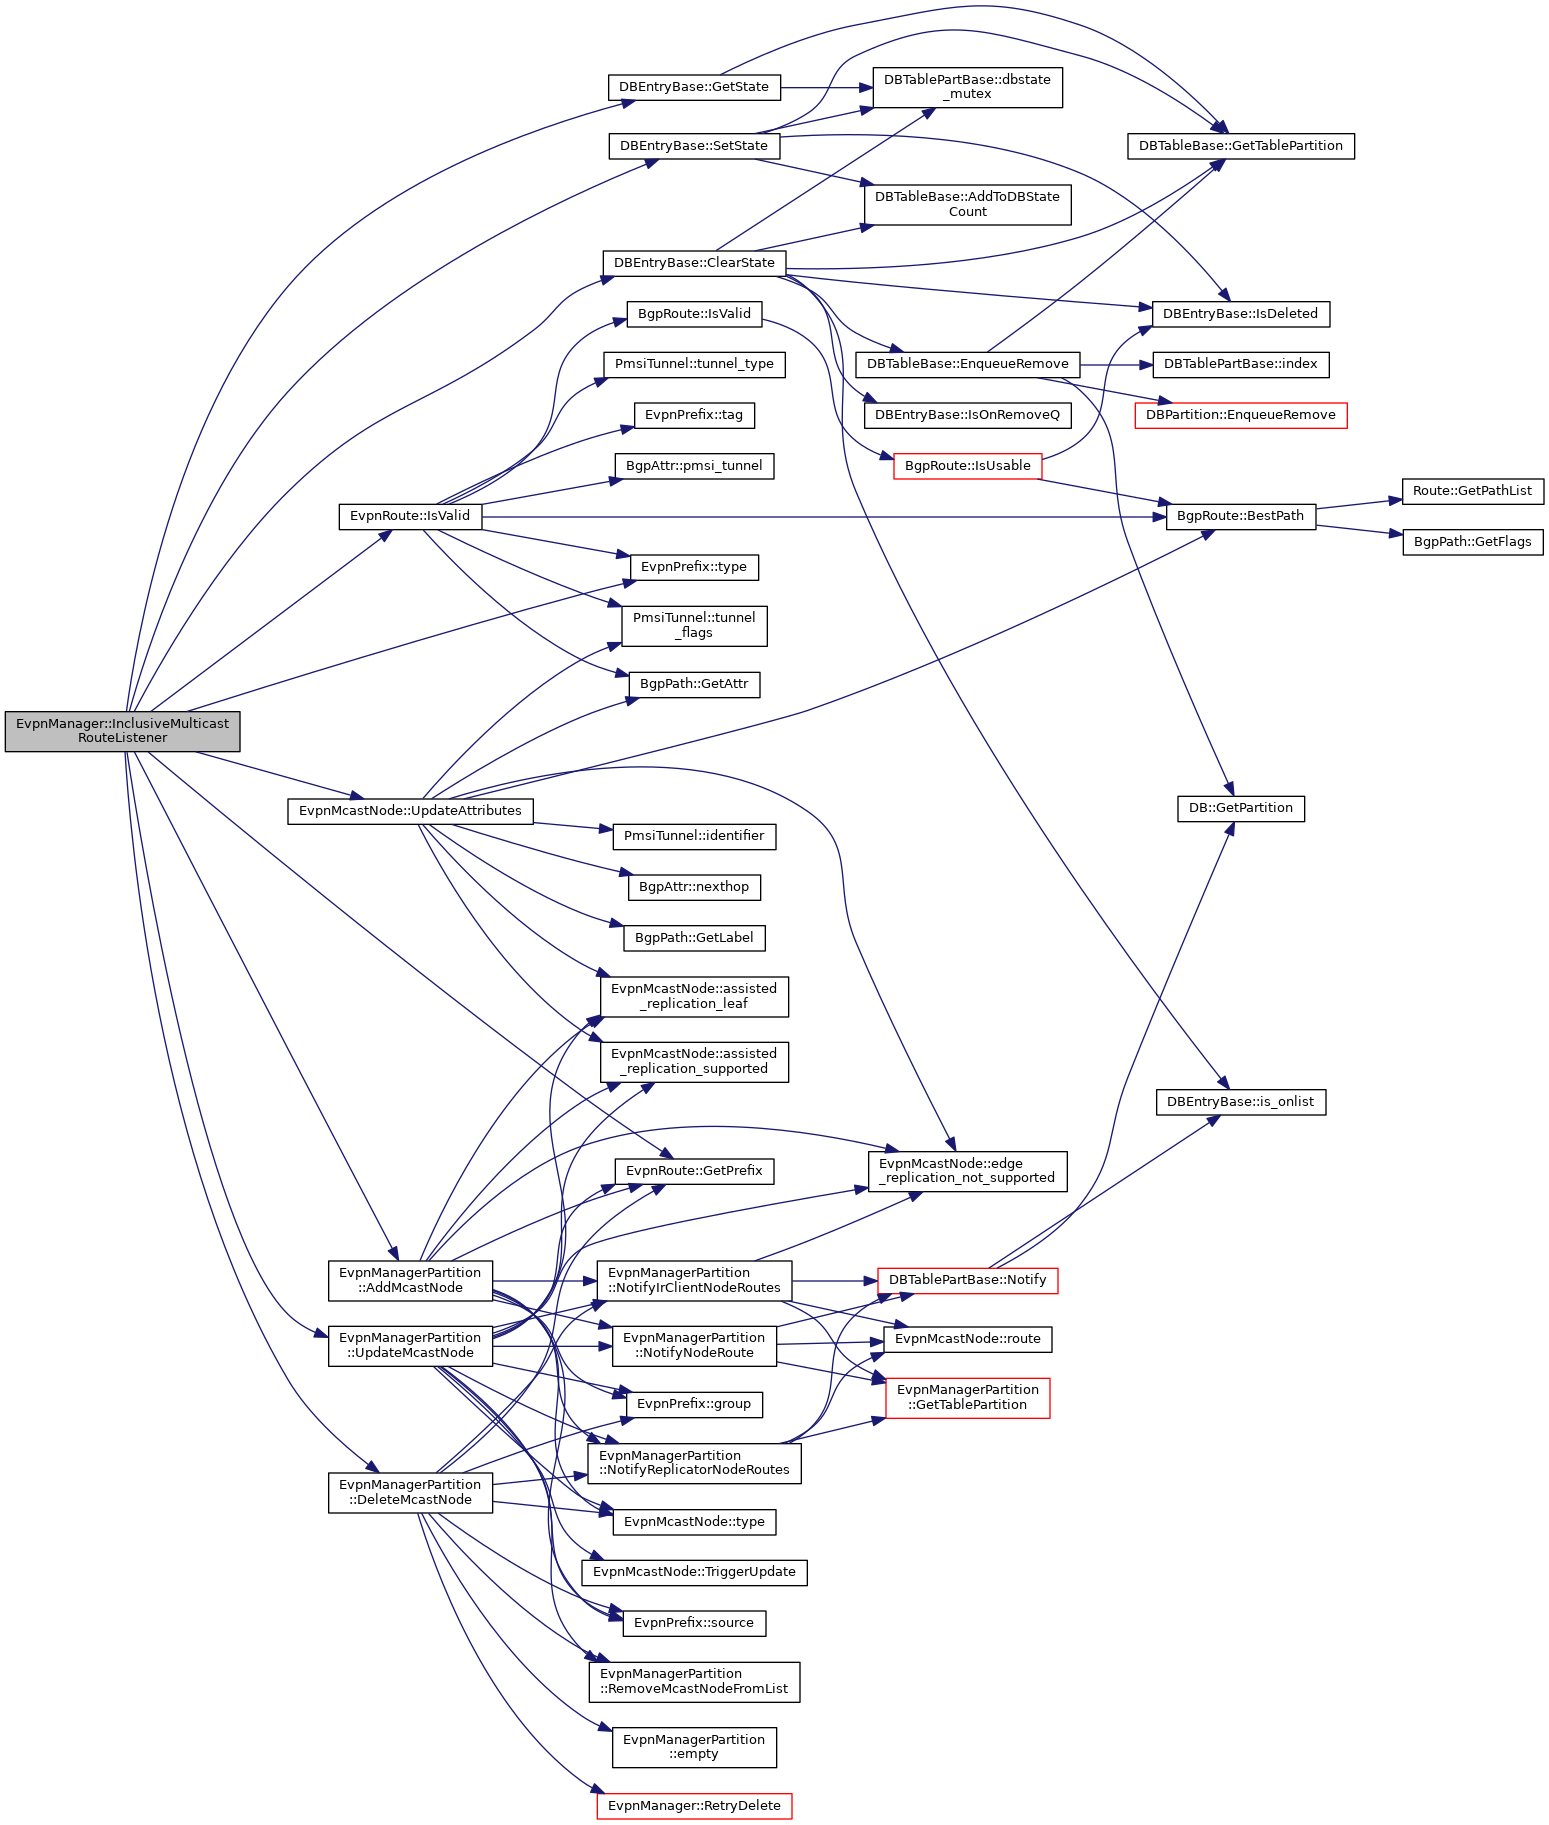 DBEntryBase::GetState
DBTablePartBase::dbstate
_mutex
DBEntryBase::SetState
DBTableBase::GetTablePartition
DBTableBase::AddToDBState
Count
DBEntryBase::ClearState
BgpRoute::IsValid
DBEntryBase::IsDeleted
PmsiTunnel::tunnel_type
DBTableBase::EnqueueRemove
DBTablePartBase::index
EvpnPrefix::tag
DBEntryBase::IsOnRemoveQ
DBPartition::EnqueueRemove
BgpAttr::pmsi_tunnel
BgpRoute::IsUsable
Route::GetPathList
EvpnRoute::IsValid
BgpRoute::BestPath
BgpPath::GetFlags
EvpnPrefix::type
PmsiTunnel::tunnel
_flags
BgpPath::GetAttr
EvpnManager::InclusiveMulticast
RouteListener
EvpnMcastNode::UpdateAttributes
DB::GetPartition
PmsiTunnel::identifier
BgpAttr::nexthop
BgpPath::GetLabel
EvpnMcastNode::assisted
_replication_leaf
EvpnMcastNode::assisted
_replication_supported
DBEntryBase::is_onlist
EvpnRoute::GetPrefix
EvpnMcastNode::edge
_replication_not_supported
EvpnManagerPartition
::AddMcastNode
EvpnManagerPartition
::NotifyIrClientNodeRoutes
DBTablePartBase::Notify
EvpnManagerPartition
::UpdateMcastNode
EvpnManagerPartition
::NotifyNodeRoute
EvpnMcastNode::route
EvpnPrefix::group
EvpnManagerPartition
::GetTablePartition
EvpnManagerPartition
::NotifyReplicatorNodeRoutes
EvpnManagerPartition
::DeleteMcastNode
EvpnMcastNode::type
EvpnMcastNode::TriggerUpdate
EvpnPrefix::source
EvpnManagerPartition
::RemoveMcastNodeFromList
EvpnManagerPartition
::empty
EvpnManager::RetryDelete